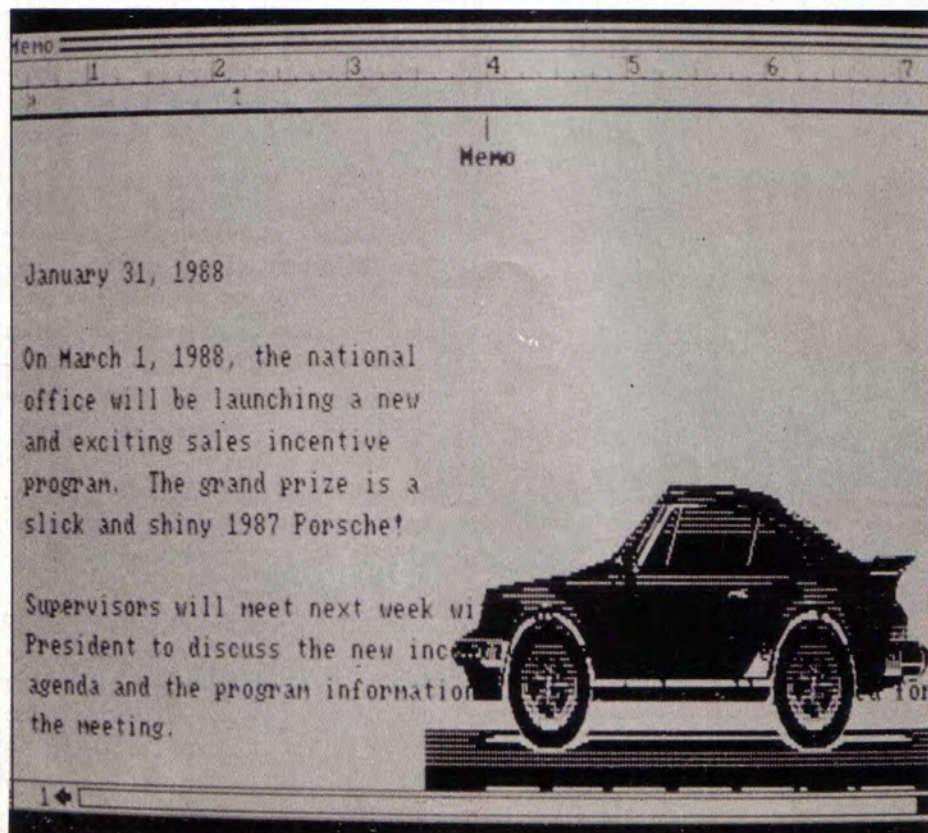 Memo
1 2 3 4 5 6 7
Memo
January 31, 1988
On March 1, 1988, the national
office will be launching a new
and exciting sales incentive
program. The grand prize is a
slick and shiny 1987 Porsche!
Supervisors will meet next week
President to discuss the new
agenda and the program information for
the meeting.
1